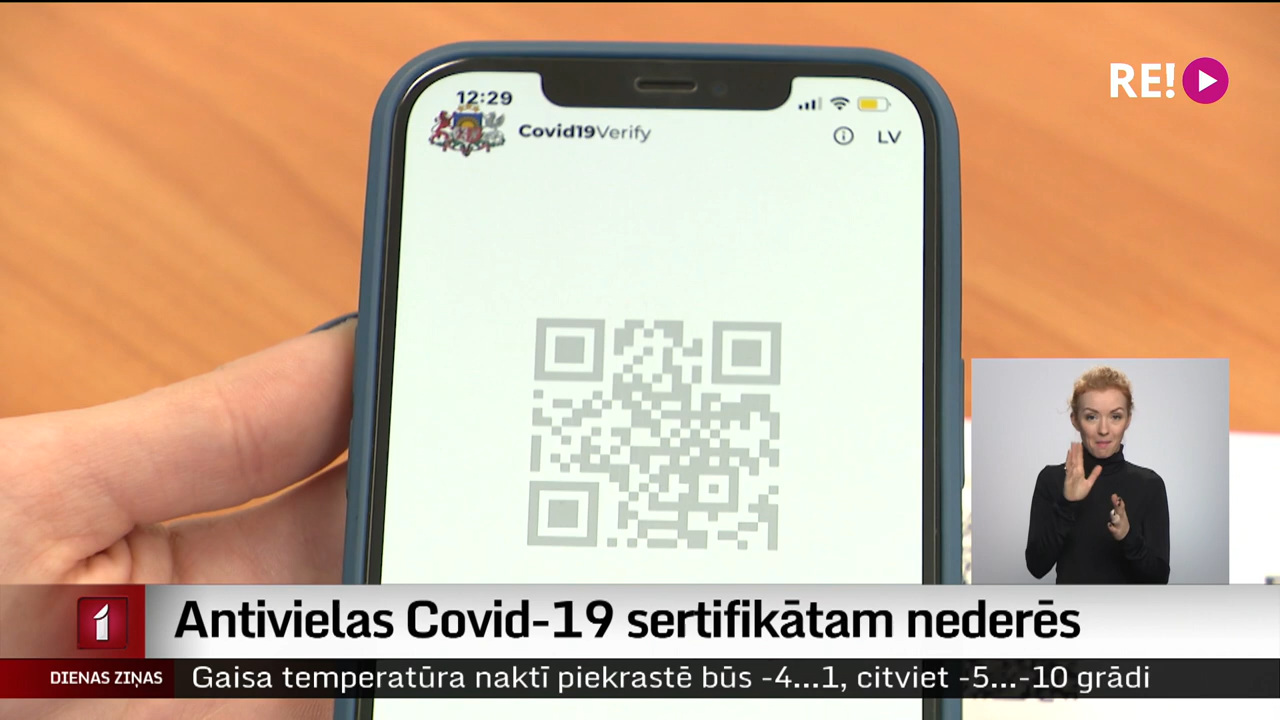 RE!
12:29
Covid19Verify
LV
1
Antivielas Covid-19 sertifikātam nederēs
DIENAS ZIŅAS
Gaisa temperatūra naktī piekrastē būs -4...1, citviet -5...-10 grādi